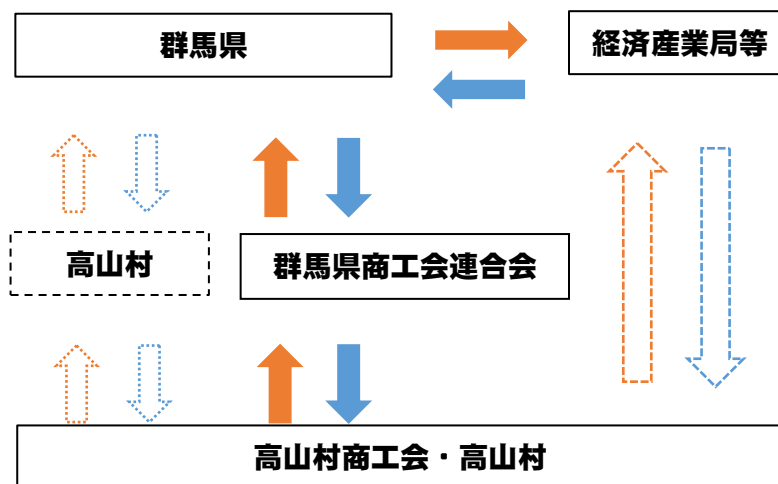 群馬県
経済産業局等
高山村
群馬県商工会連合会
高山村商工会・高山村